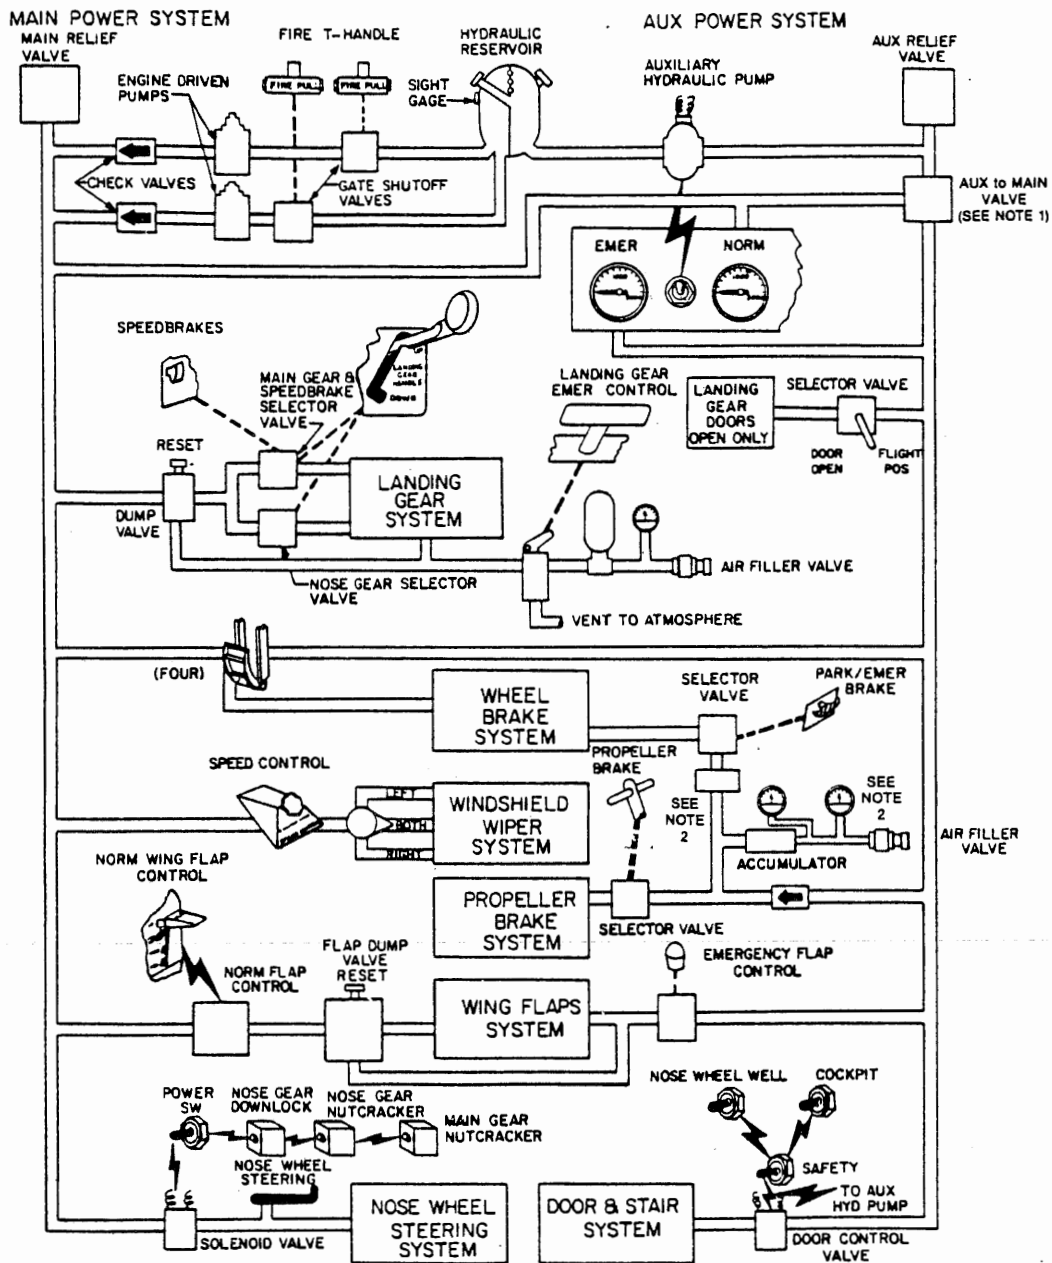 MAIN POWER SYSTEM
AUX POWER SYSTEM
MAIN RELIEF
VALVE
FIRE T-HANDLE
HYDRAULIC
RESERVOIR
AUX RELIEF
VALVE
ENGINE DRIVEN
PUMPS
FIRE PULL
FIRE PULL
SIGHT
GAGE
AUXILIARY
HYDRAULIC PUMP
CHECK VALVES
GATE SHUTOFF
VALVES
AUX to MAIN
VALVE
(SEE NOTE 1)
EMER
NORM
SPEEDBRAKES
MAIN GEAR &
SPEEDBRAKE
SELECTOR
VALVE
UP
LANDING
GEAR
HANDLE
DOWN
LANDING GEAR
EMER CONTROL
LANDING
GEAR
DOORS
OPEN ONLY
SELECTOR VALVE
DOOR
OPEN
FLIGHT
POS
RESET
DUMP
VALVE
LANDING
GEAR
SYSTEM
NOSE GEAR SELECTOR
VALVE
AIR FILLER VALVE
VENT TO ATMOSPHERE
(FOUR)
WHEEL
BRAKE
SYSTEM
SELECTOR
VALVE
PARK/EMER
BRAKE
PROPELLER
BRAKE
SPEED CONTROL
LEFT
BOTH
RIGHT
WINDSHIELD
WIPER
SYSTEM
SEE
NOTE
2
SEE
NOTE
2
ACCUMULATOR
AIR FILLER
VALVE
NORM WING FLAP
CONTROL
PROPELLER
BRAKE
SYSTEM
SELECTOR VALVE
NORM FLAP
CONTROL
FLAP DUMP
VALVE
RESET
WING FLAPS
SYSTEM
EMERGENCY FLAP
CONTROL
POWER
SW
NOSE GEAR
DOWNLOCK
NOSE GEAR
NUTCRACKER
MAIN GEAR
NUTCRACKER
NOSE WHEEL WELL
COCKPIT
SAFETY
NOSE WHEEL
STEERING
TO AUX
HYD PUMP
SOLENOID VALVE
NOSE WHEEL
STEERING
SYSTEM
DOOR & STAIR
SYSTEM
DOOR CONTROL
VALVE